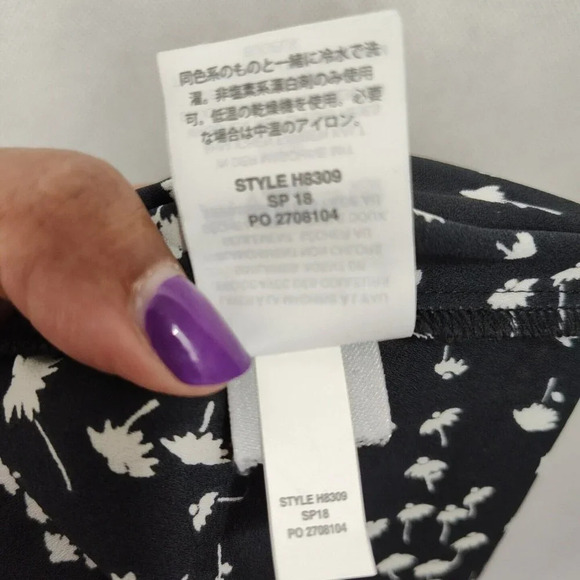 同色系のものと一緒に冷水で洗
濯。非塩素系漂白剤のみ使用
可。低温の乾燥機を使用。必要
な場合は中温のアイロン。
STYLE H8309
SP 18
PO 2708104
STYLE H8309
SP18
PO 2708104